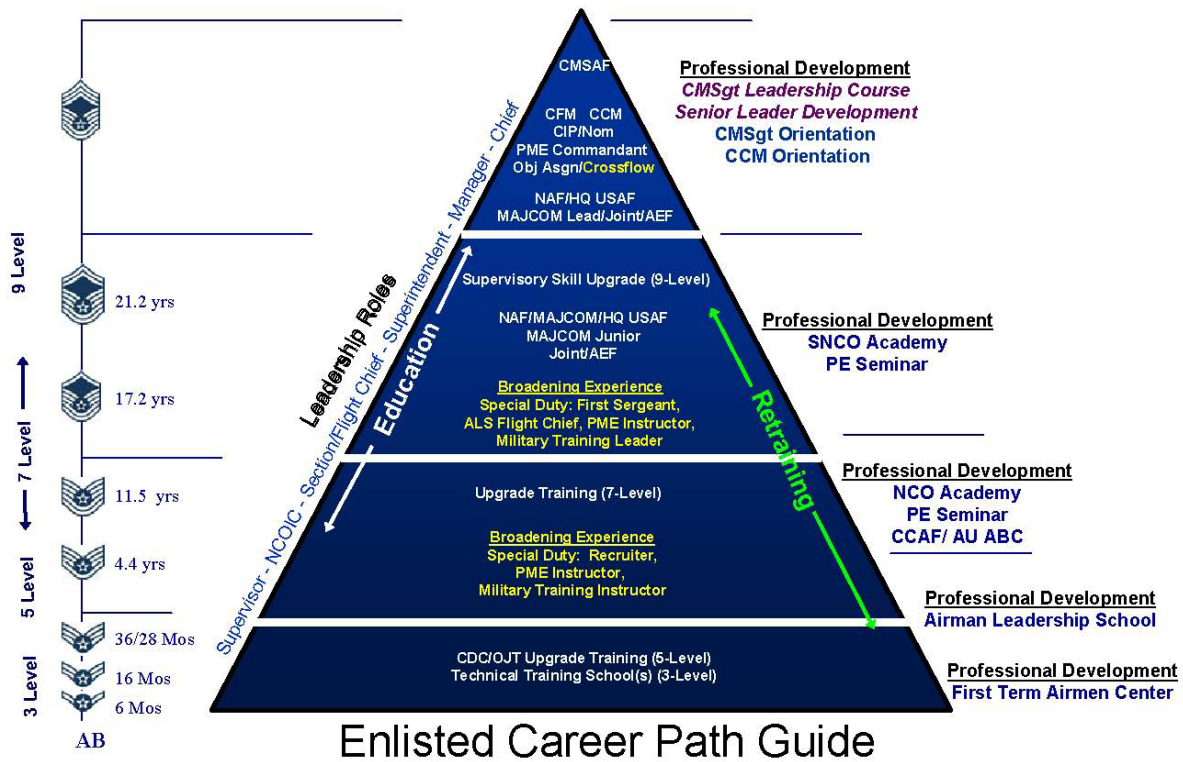 CMSAF
CFM CCM
CIP/Nom
PME Commandant
Obj Asgn/Crossflow
NAF/HQ USAF
MAJCOM Lead/Joint/AEF
Supervisory Skill Upgrade (9-Level)
NAF/MAJCOM/HQ USAF
MAJCOM Junior
Joint/AEF
Broadening Experience
Special Duty: First Sergeant,
ALS Flight Chief, PME Instructor,
Military Training Leader
Upgrade Training (7-Level)
Broadening Experience
Special Duty: Recruiter,
PME Instructor,
Military Training Instructor
CDC/OJT Upgrade Training (5-Level)
Technical Training School(s) (3-Level)
Education
Retraining
Leadership Roles
Supervisor - NCOIC - Section/Flight Chief - Superintendent - Manager - Chief
9 Level
7 Level
5 Level
3 Level
21.2 yrs
17.2 yrs
11.5 yrs
4.4 yrs
36/28 Mos
16 Mos
6 Mos
AB
Professional Development
CMSgt Leadership Course
Senior Leader Development
CMSgt Orientation
CCM Orientation
Professional Development
SNCO Academy
PE Seminar
Professional Development
NCO Academy
PE Seminar
CCAF/ AU ABC
Professional Development
Airman Leadership School
Professional Development
First Term Airmen Center
Enlisted Career Path Guide